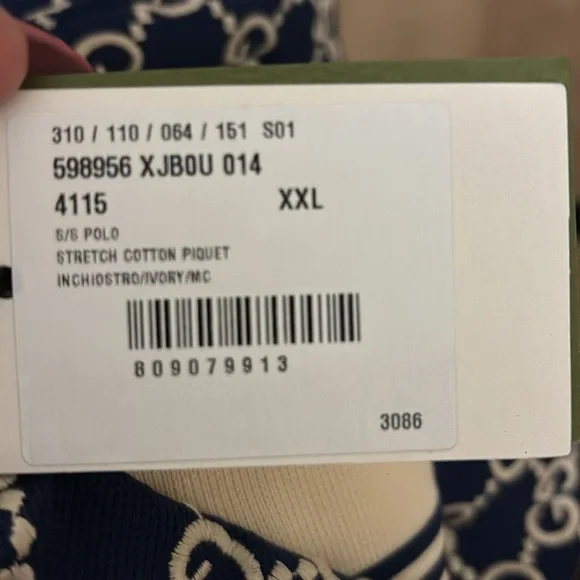 310 / 110 / 064 / 151 S01
598956 XJB0U 014
4115 XXL
S/S POLO
STRETCH COTTON PIQUET
INCHIOSTRO/IVORY/MC
809079913
3086